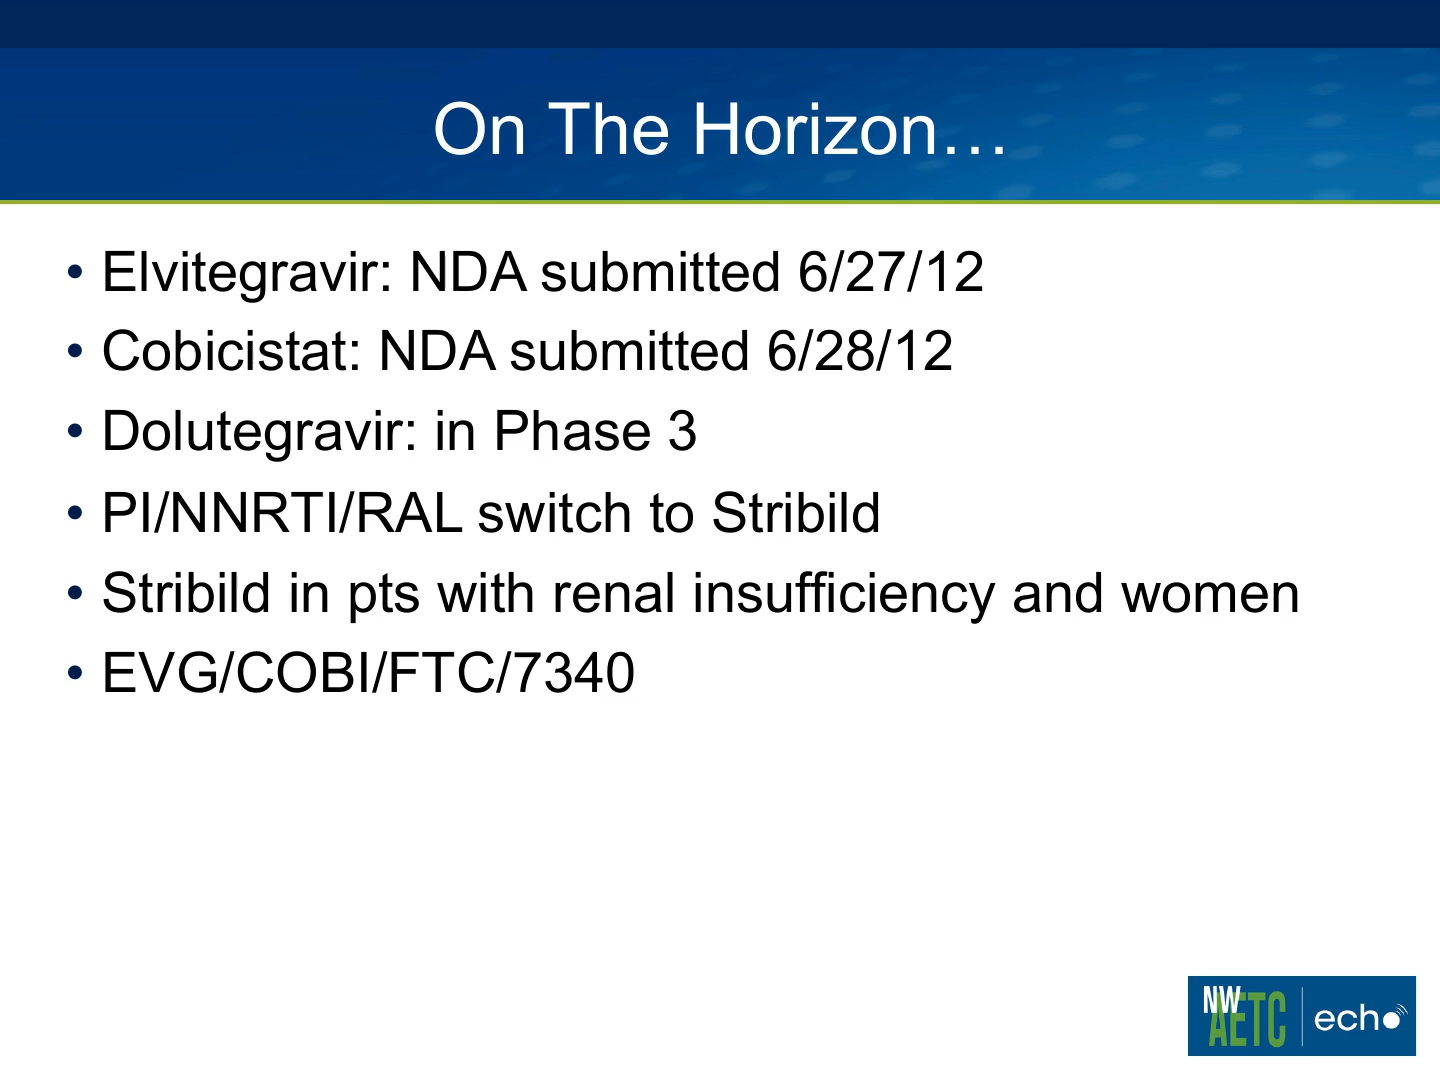 On The Horizon…
• Elvitegravir: NDA submitted 6/27/12
• Cobicistat: NDA submitted 6/28/12
• Dolutegravir: in Phase 3
• PI/NNRTI/RAL switch to Stribild
• Stribild in pts with renal insufficiency and women
• EVG/COBI/FTC/7340
NW AETC echo